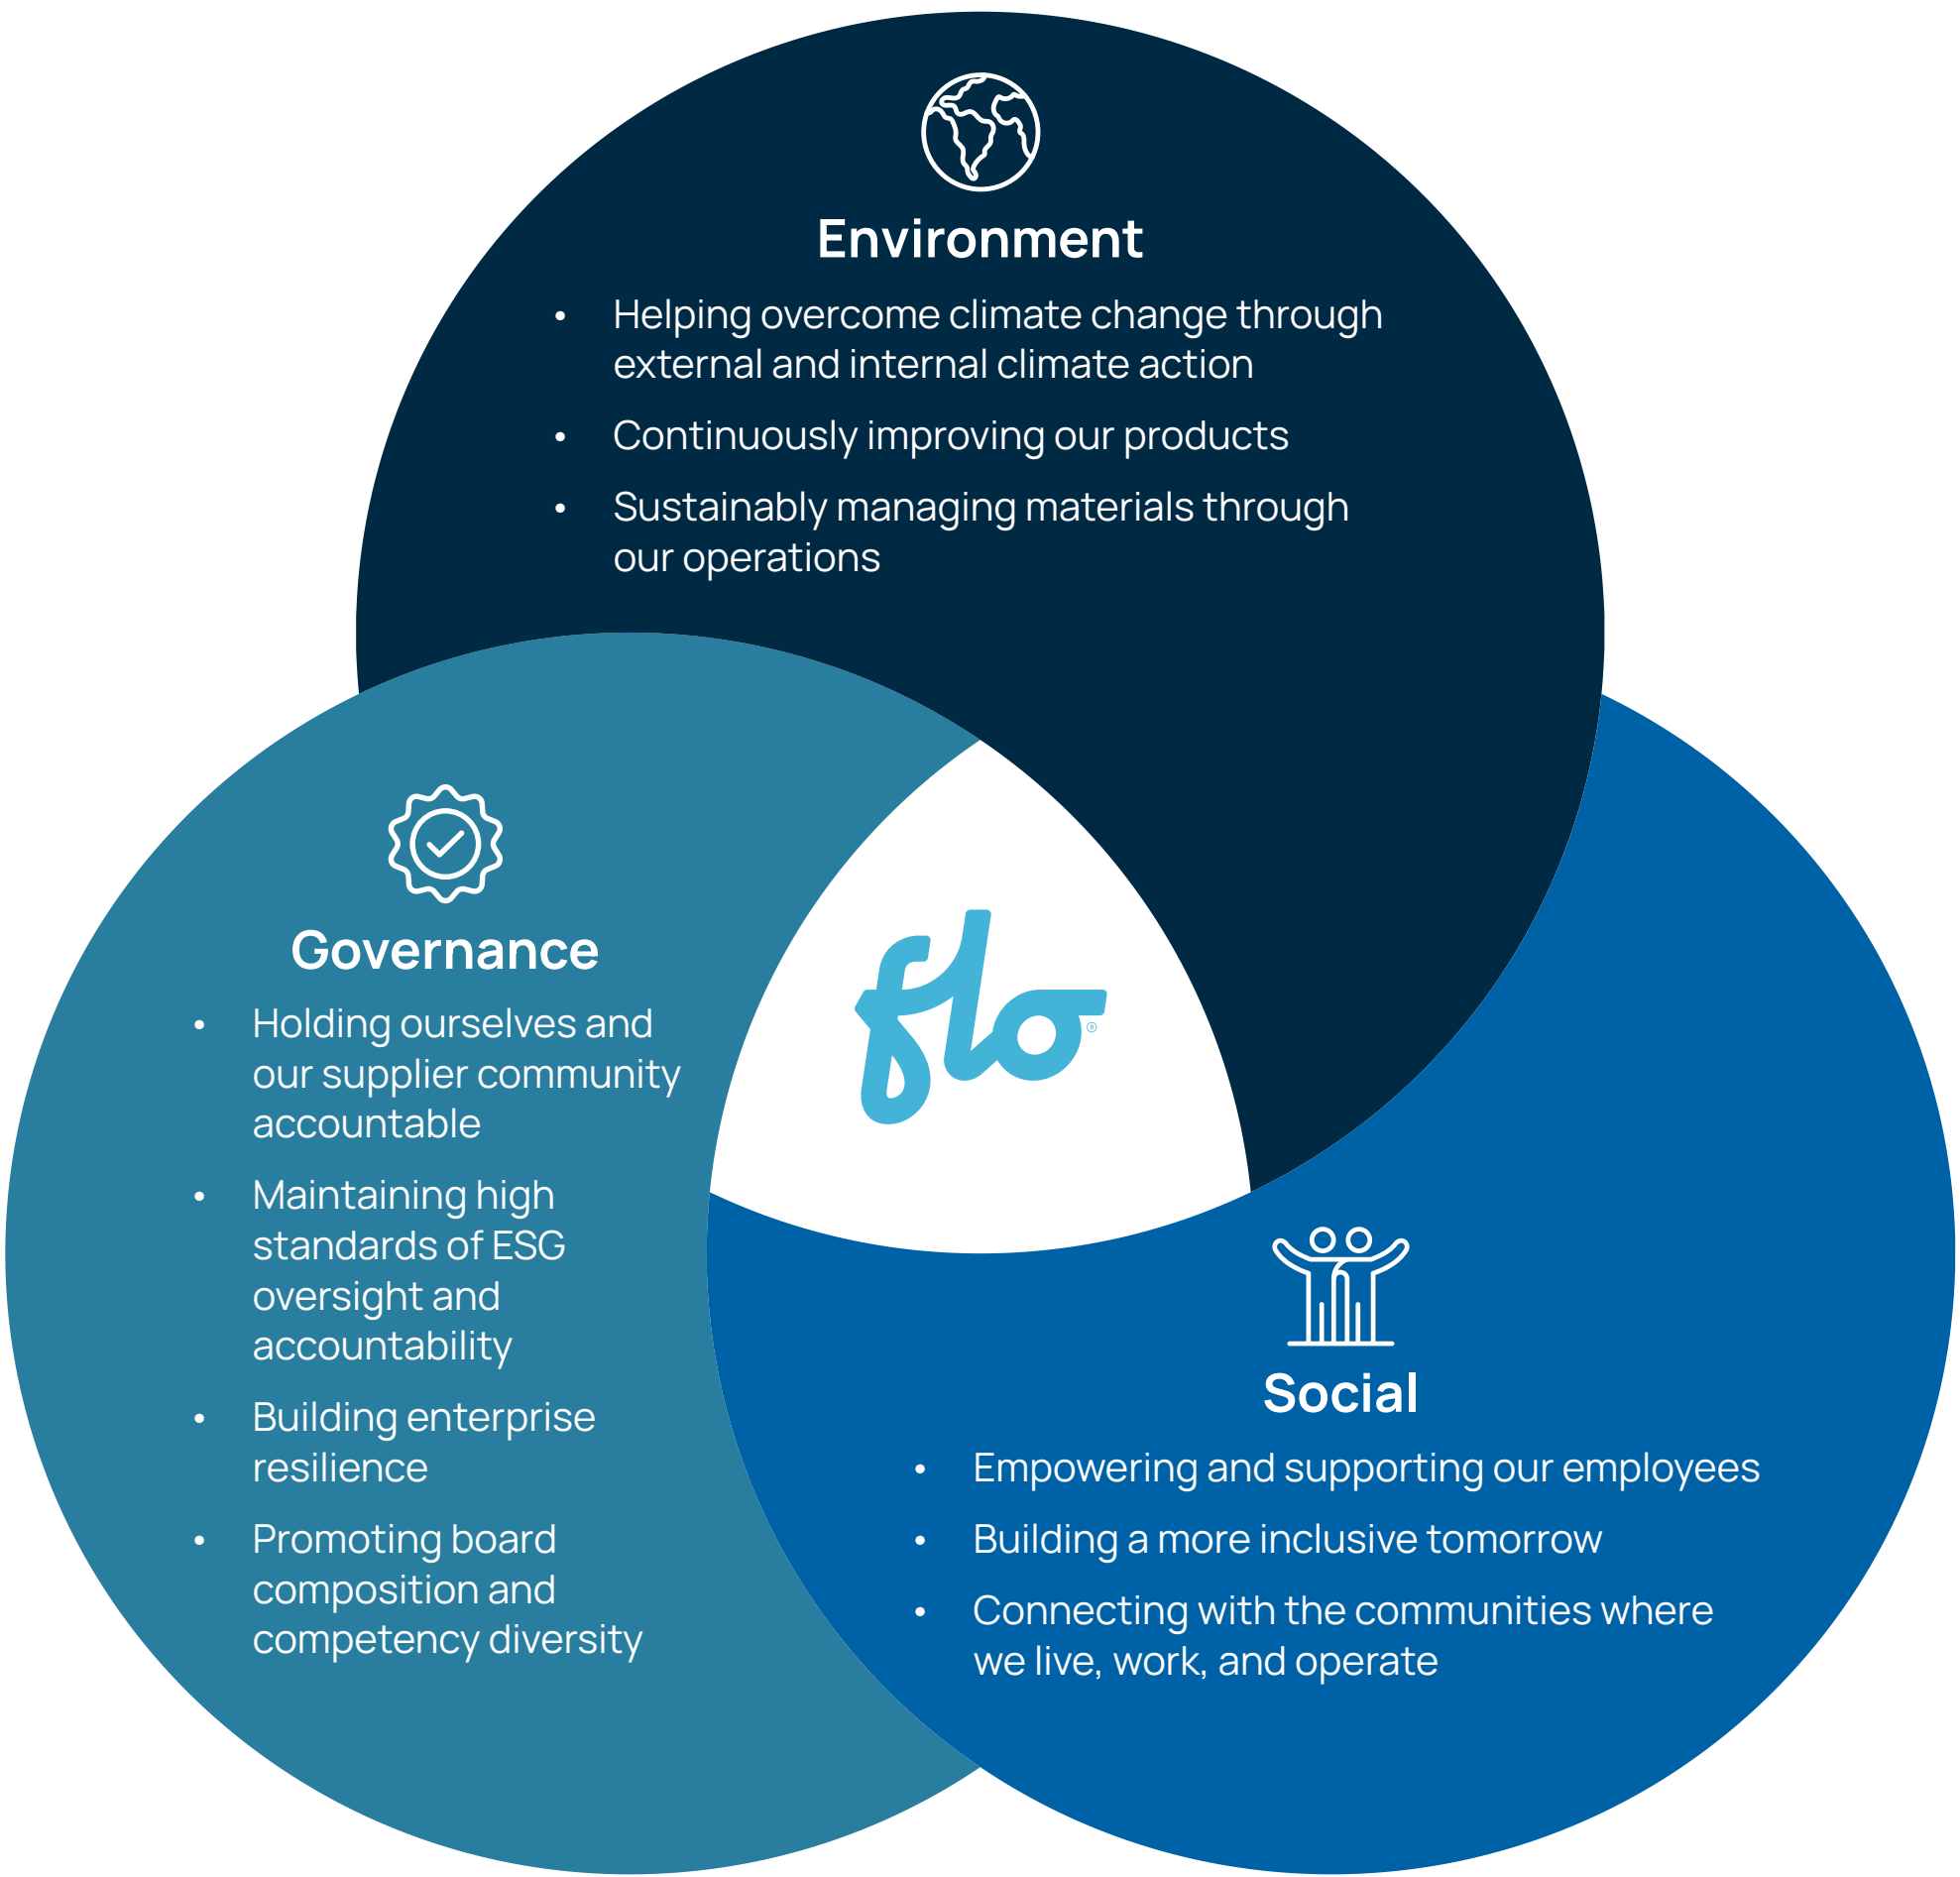 Environment
• Helping overcome climate change through
external and internal climate action
• Continuously improving our products
• Sustainably managing materials through
our operations
Governance
• Holding ourselves and
our supplier community
accountable
• Maintaining high
standards of ESG
oversight and
accountability
• Building enterprise
resilience
• Promoting board
composition and
competency diversity
flo®
Social
• Empowering and supporting our employees
• Building a more inclusive tomorrow
• Connecting with the communities where
we live, work, and operate